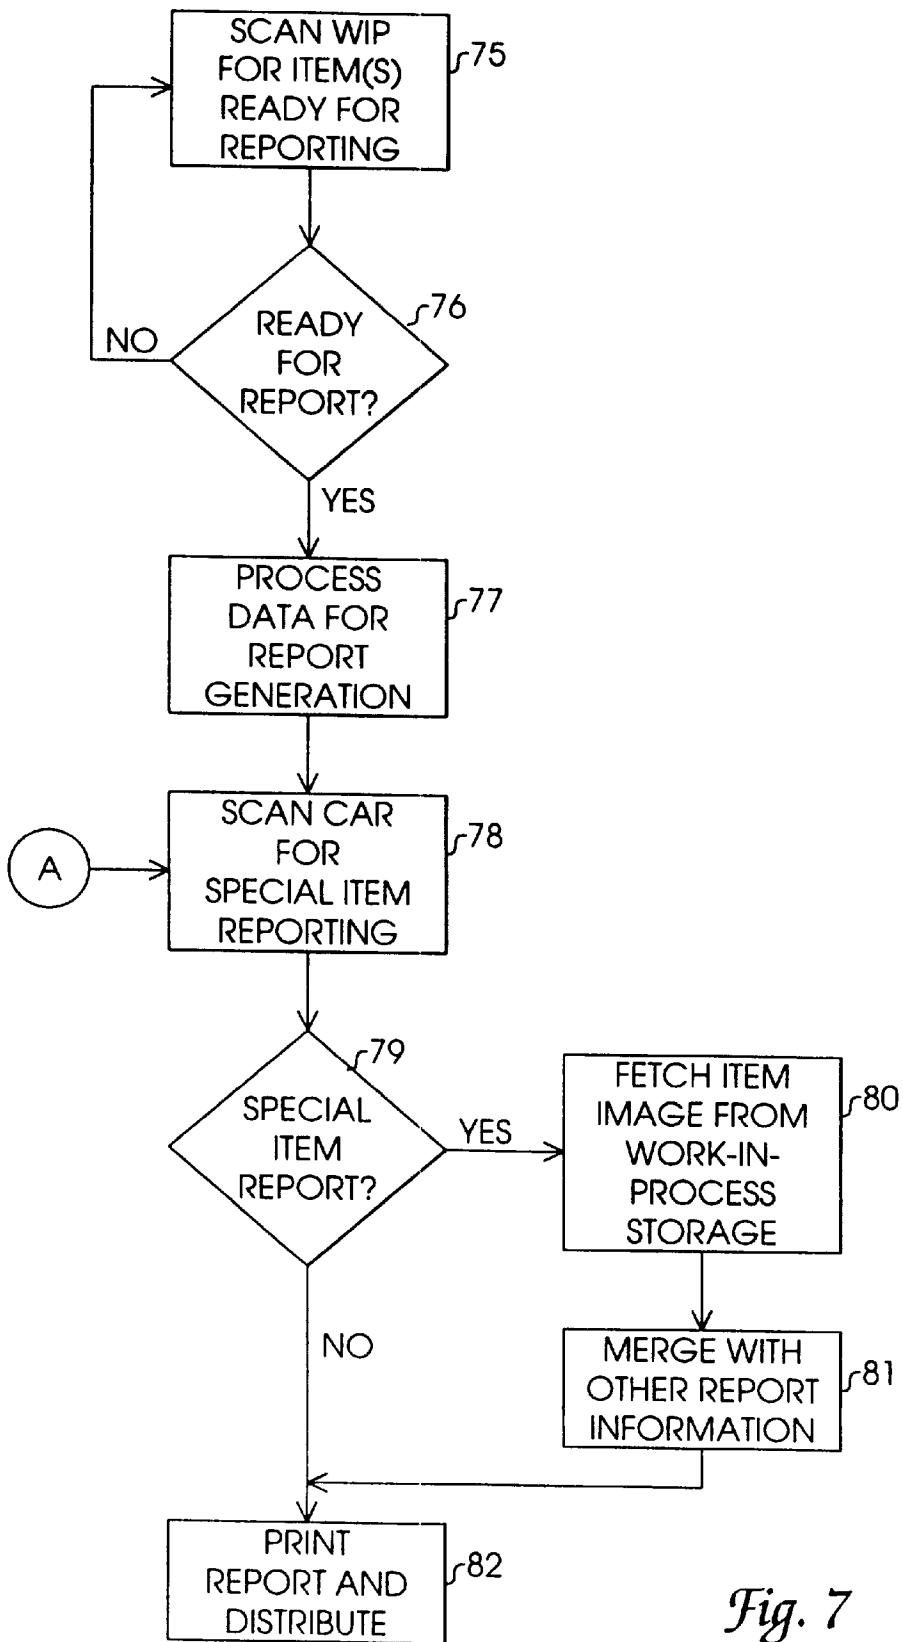 SCAN WIP
FOR ITEM(S)
READY FOR
REPORTING
75
76
READY
FOR
REPORT?
NO
YES
PROCESS
DATA FOR
REPORT
GENERATION
77
A
SCAN CAR
FOR
SPECIAL ITEM
REPORTING
78
79
SPECIAL
ITEM
REPORT?
YES
FETCH ITEM
IMAGE FROM
WORK-IN-
PROCESS
STORAGE
80
NO
MERGE WITH
OTHER REPORT
INFORMATION
81
PRINT
REPORT AND
DISTRIBUTE
82
Fig. 7